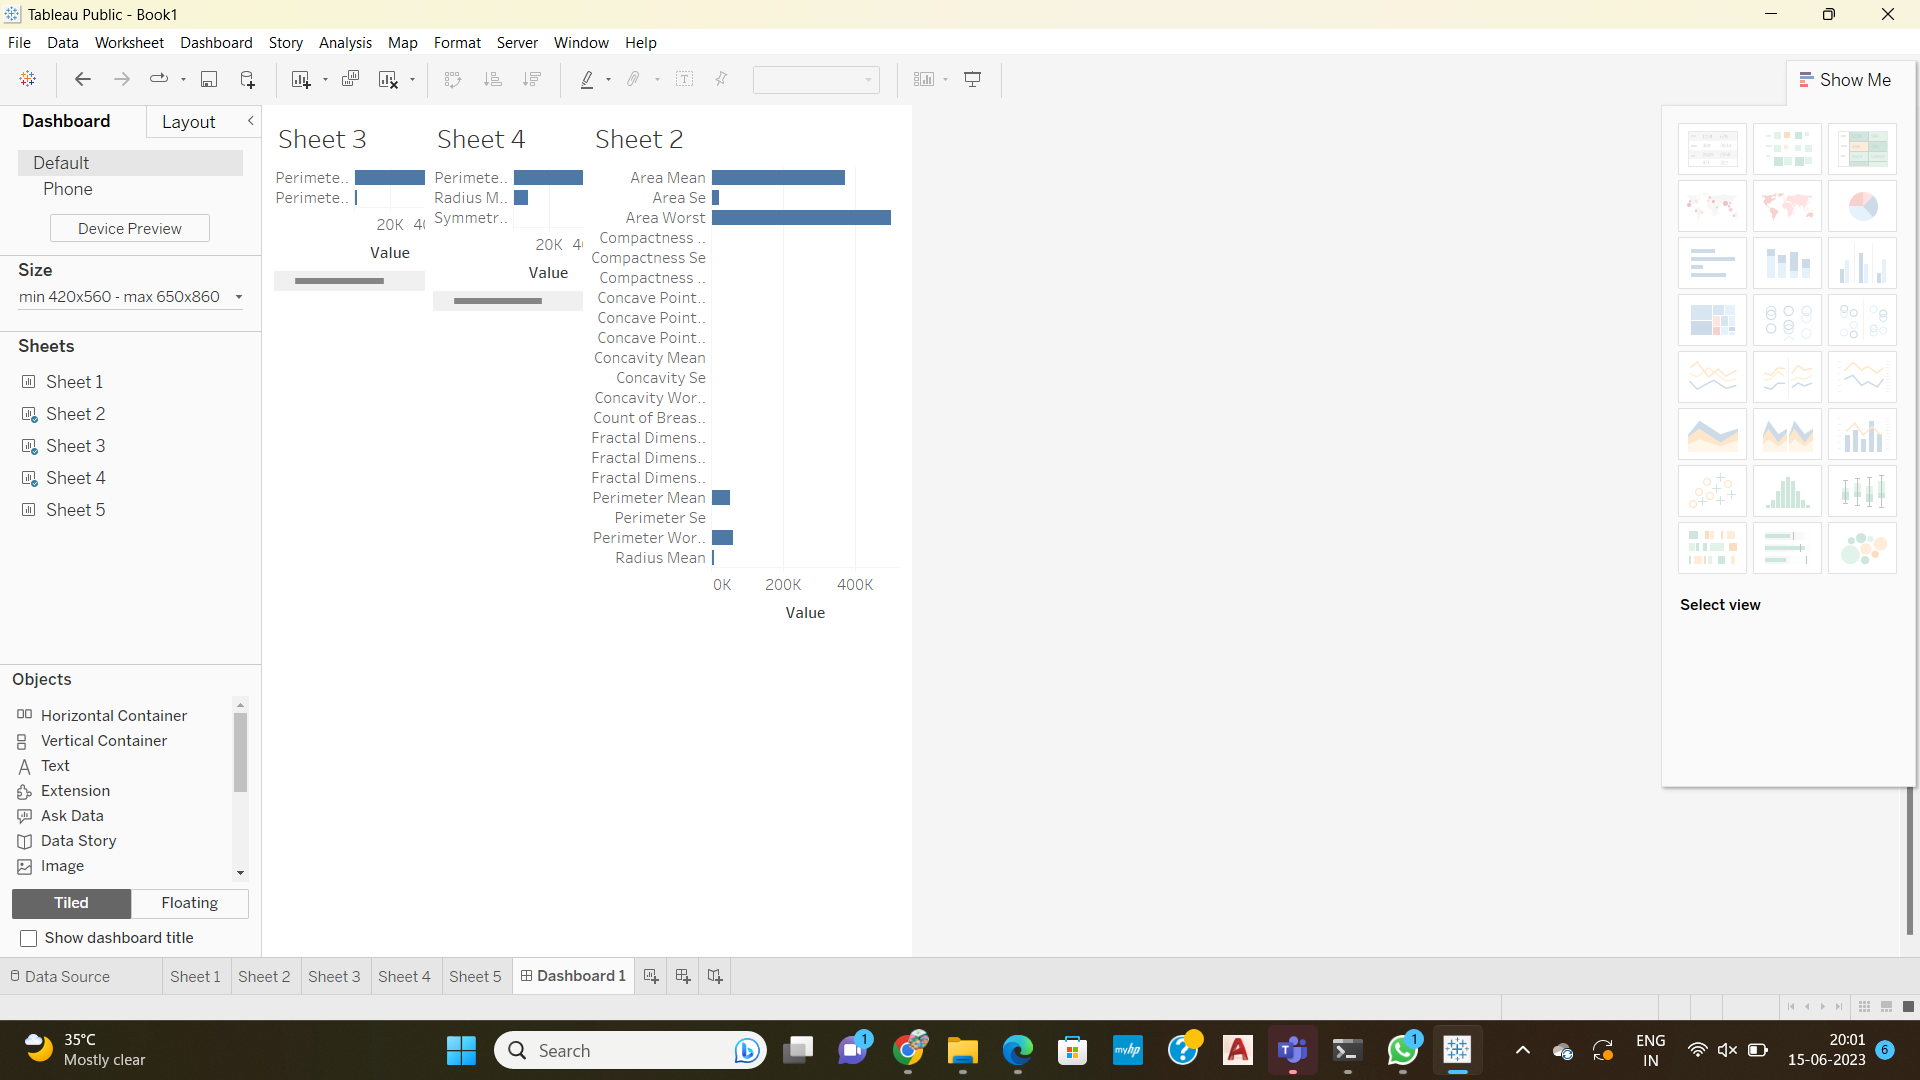 Tableau Public - Book1
File Data Worksheet Dashboard Story Analysis Map Format Server Window Help
Show Me
Dashboard Layout
Default
Phone
Device Preview
Size
min 420x560 - max 650x860
Sheets
Sheet 1
Sheet 2
Sheet 3
Sheet 4
Sheet 5
Objects
Horizontal Container
Vertical Container
Text
Extension
Ask Data
Data Story
Image
Tiled Floating
Show dashboard title
Sheet 3
Perimete..
Perimete..
20K
Value
Sheet 4
Perimete..
Radius M..
Symmetr..
20K
Value
Sheet 2
Area Mean
Area Se
Area Worst
Compactness ..
Compactness Se
Compactness ..
Concave Point..
Concave Point..
Concave Point..
Concavity Mean
Concavity Se
Concavity Wor..
Count of Breas..
Fractal Dimens..
Fractal Dimens..
Fractal Dimens..
Perimeter Mean
Perimeter Se
Perimeter Wor..
Radius Mean
0K 200K 400K
Value
Select view
Data Source Sheet 1 Sheet 2 Sheet 3 Sheet 4 Sheet 5 Dashboard 1
35°C
Mostly clear
Search
1
myhp
1
ENG
IN
20:01
15-06-2023
6